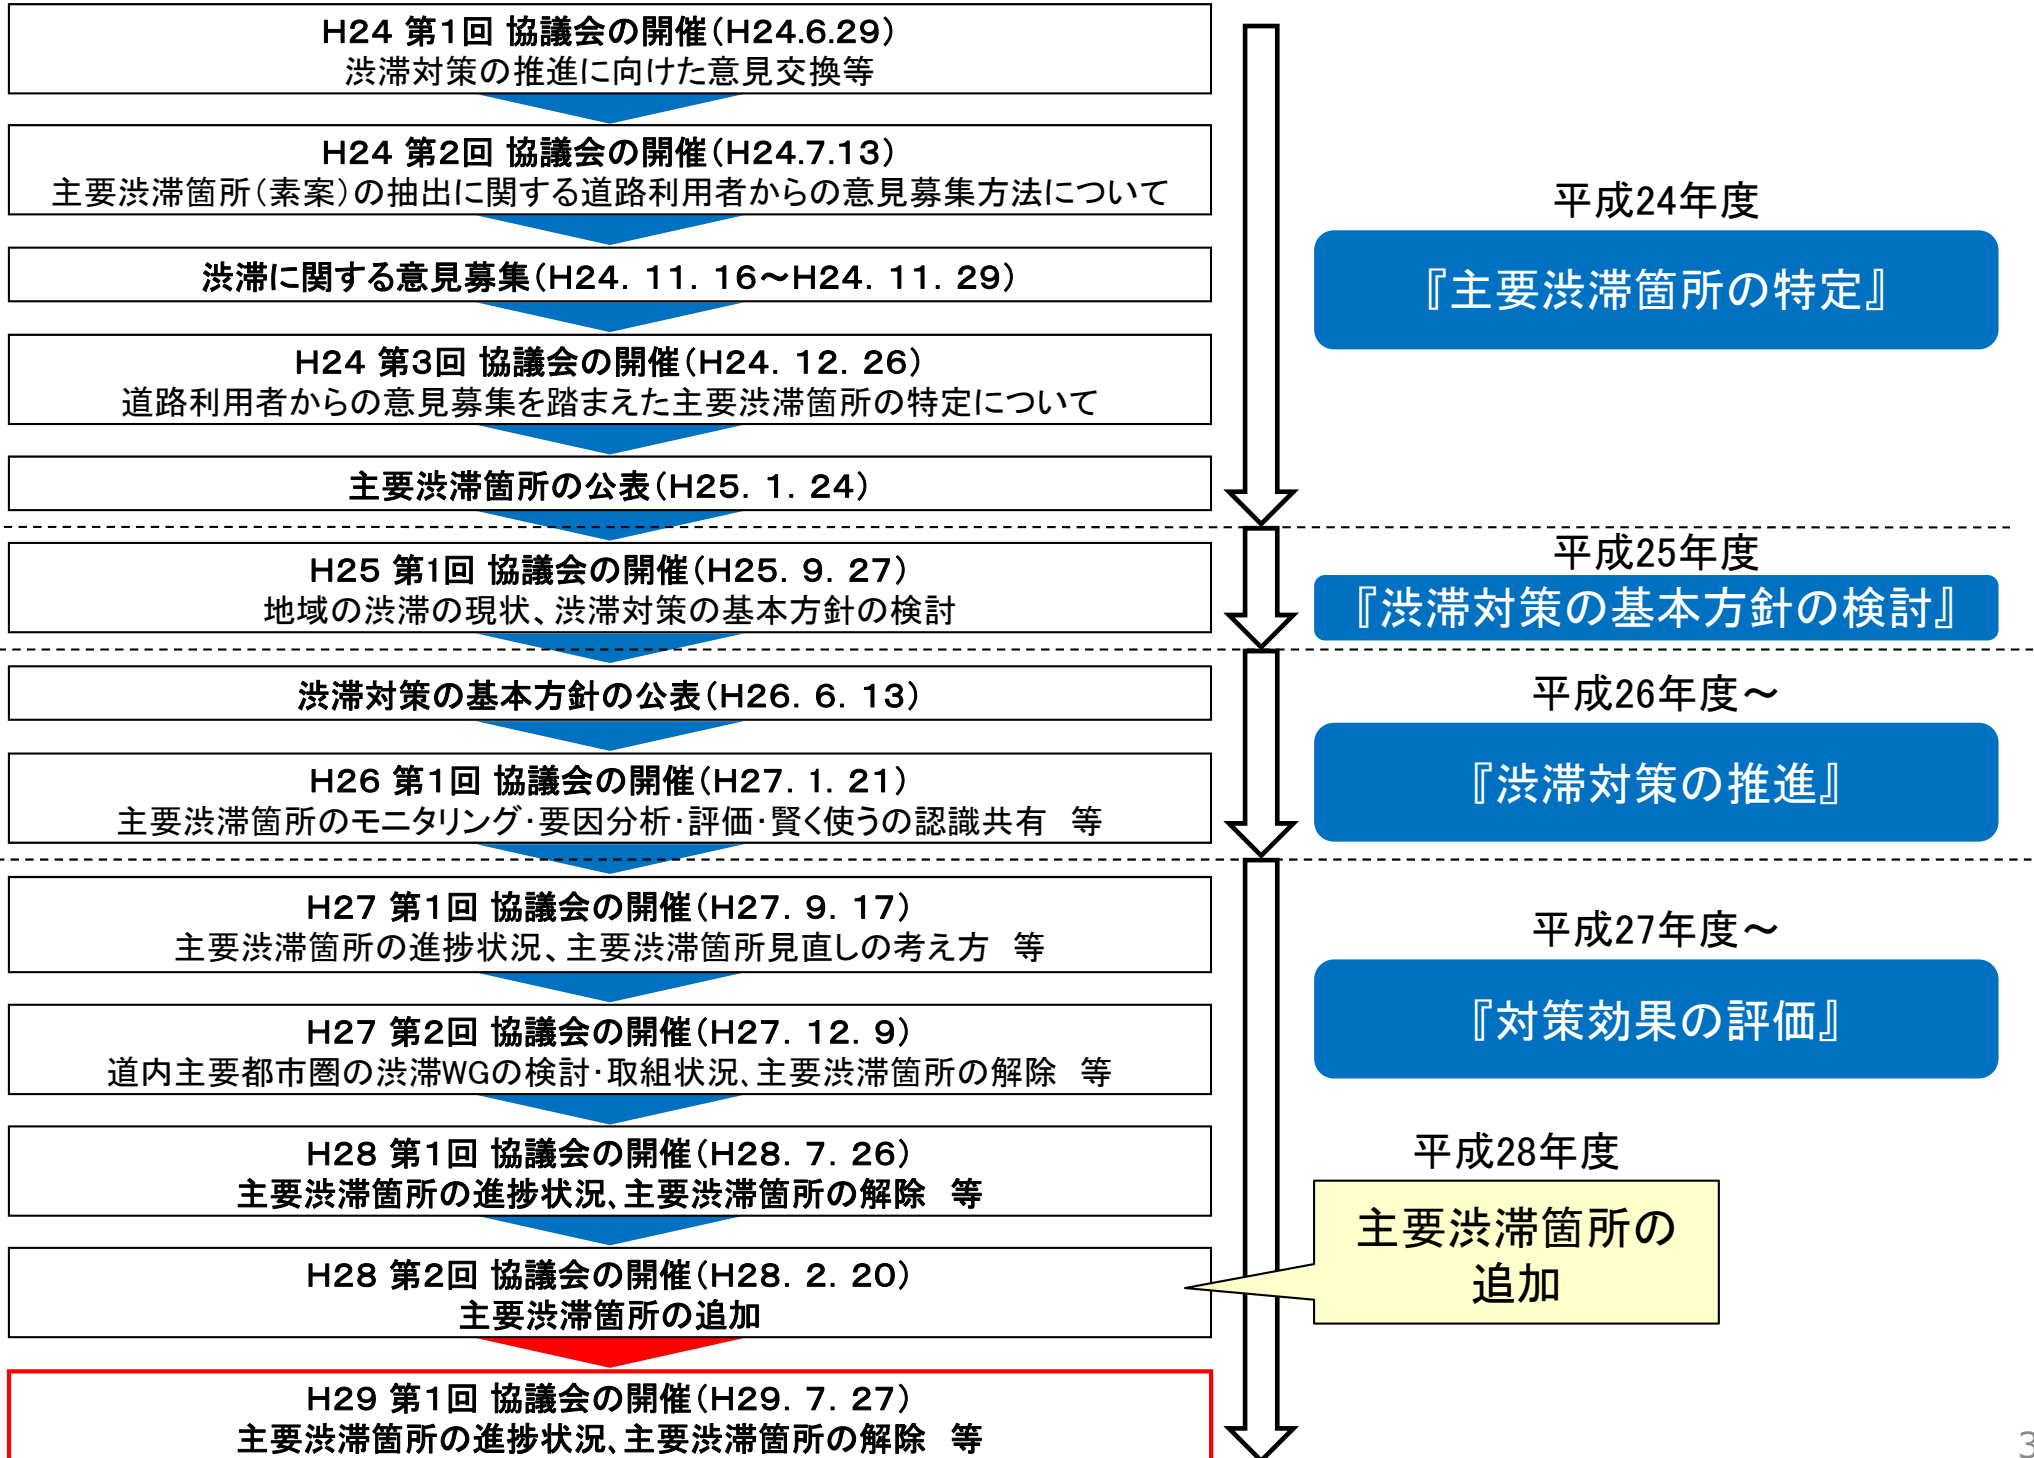 H24 第1回 協議会の開催(H24.6.29)
渋滞対策の推進に向けた意見交換等
H24 第2回 協議会の開催(H24.7.13)
主要渋滞箇所(素案)の抽出に関する道路利用者からの意見募集方法について
渋滞に関する意見募集(H24. 11. 16～H24. 11. 29)
H24 第3回 協議会の開催(H24. 12. 26)
道路利用者からの意見募集を踏まえた主要渋滞箇所の特定について
主要渋滞箇所の公表(H25. 1. 24)
平成24年度
『主要渋滞箇所の特定』
H25 第1回 協議会の開催(H25. 9. 27)
地域の渋滞の現状、渋滞対策の基本方針の検討
平成25年度
『渋滞対策の基本方針の検討』
渋滞対策の基本方針の公表(H26. 6. 13)
H26 第1回 協議会の開催(H27. 1. 21)
主要渋滞箇所のモニタリング・要因分析・評価・賢く使うの認識共有　等
平成26年度～
『渋滞対策の推進』
H27 第1回 協議会の開催(H27. 9. 17)
主要渋滞箇所の進捗状況、主要渋滞箇所見直しの考え方　等
H27 第2回 協議会の開催(H27. 12. 9)
道内主要都市圏の渋滞WGの検討・取組状況、主要渋滞箇所の解除　等
平成27年度～
『対策効果の評価』
H28 第1回 協議会の開催(H28. 7. 26)
主要渋滞箇所の進捗状況、主要渋滞箇所の解除　等
H28 第2回 協議会の開催(H28. 2. 20)
主要渋滞箇所の追加
平成28年度
主要渋滞箇所の
追加
H29 第1回 協議会の開催(H29. 7. 27)
主要渋滞箇所の進捗状況、主要渋滞箇所の解除　等
3